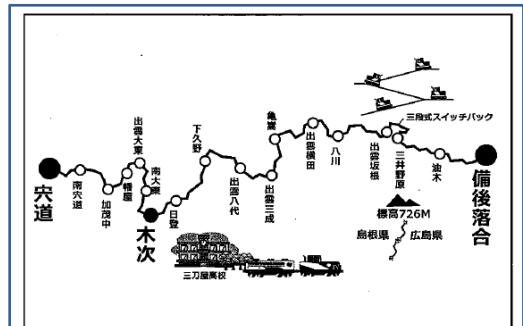 宍道
南宍道
加茂中
幡屋
出雲大東
南大東
木次
日登
下久野
出雲八代
出雲三成
亀嵩
出雲横田
八川
出雲坂根
三段式スイッチバック
三井野原
油木
備後落合
標高726M
島根県
広島県
三刀屋高校